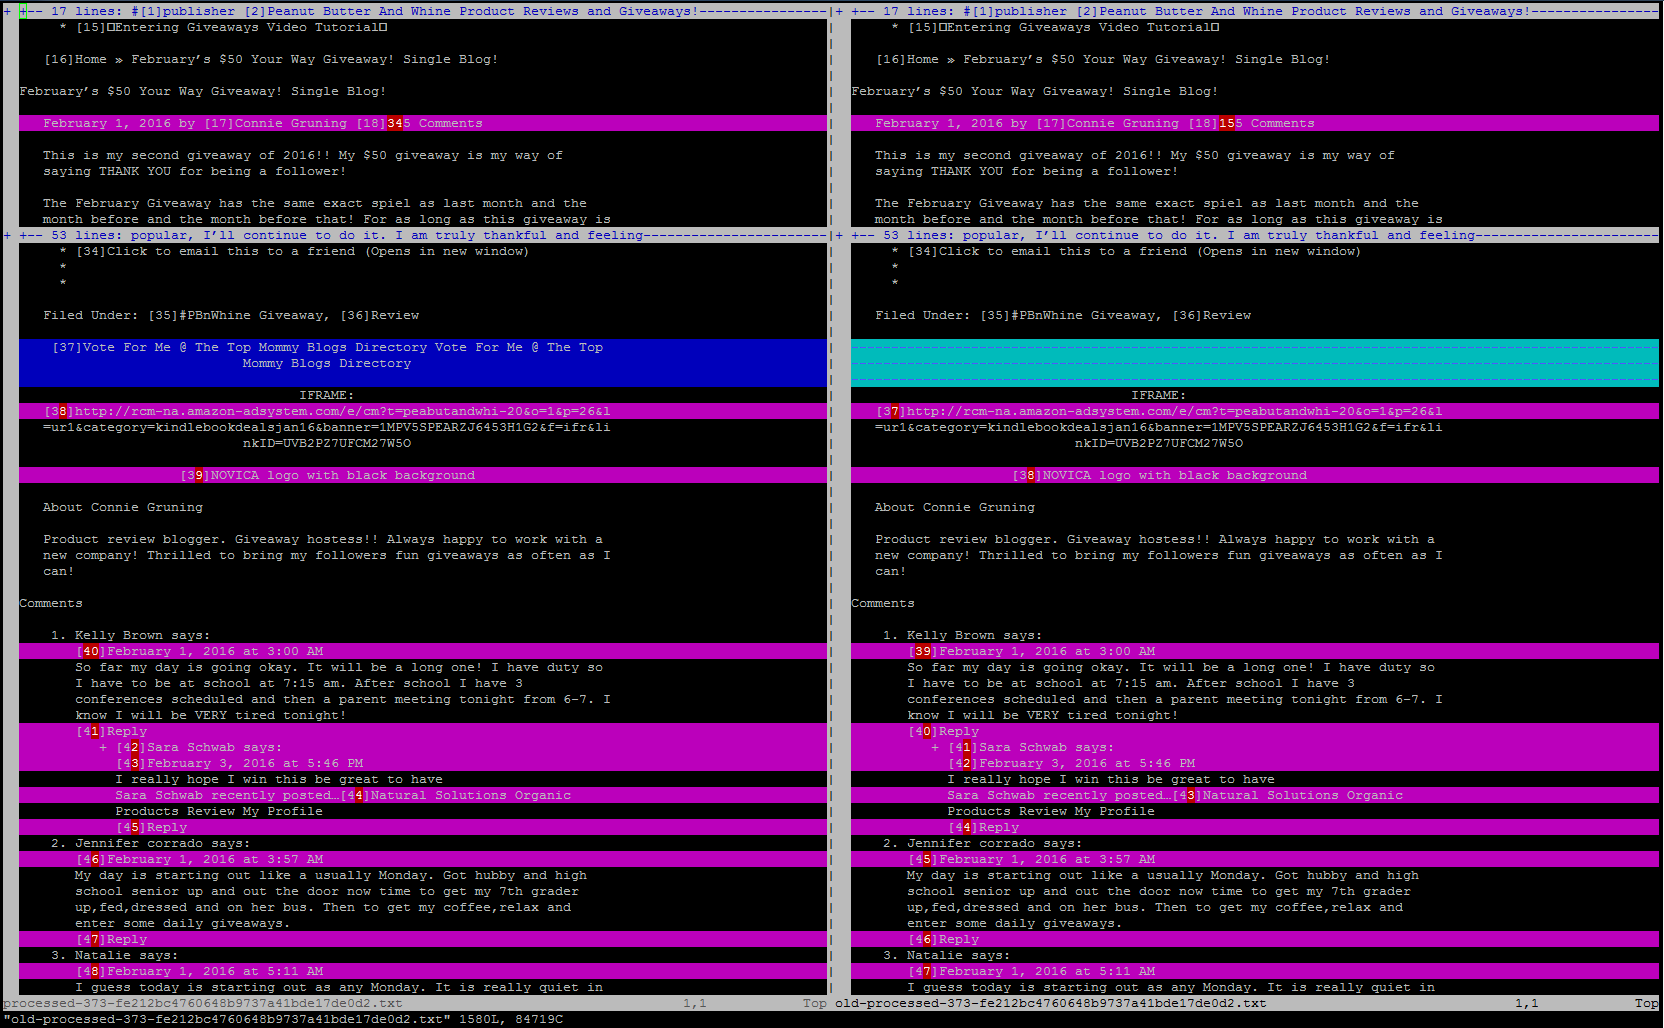 + +-- 17 lines: #[1]publisher [2]Peanut Butter And Whine Product Reviews and Giveaways!----------------
* [15]□Entering Giveaways Video Tutorial□
[16]Home » February’s $50 Your Way Giveaway! Single Blog!
February’s $50 Your Way Giveaway! Single Blog!
February 1, 2016 by [17]Connie Gruning [18]345 Comments
This is my second giveaway of 2016!! My $50 giveaway is my way of
saying THANK YOU for being a follower!
The February Giveaway has the same exact spiel as last month and the
month before and the month before that! For as long as this giveaway is
+ +-- 53 lines: popular, I’ll continue to do it. I am truly thankful and feeling-----------------------
* [34]Click to email this to a friend (Opens in new window)
*
*
Filed Under: [35]#PBnWhine Giveaway, [36]Review
[37]Vote For Me @ The Top Mommy Blogs Directory Vote For Me @ The Top
Mommy Blogs Directory
IFRAME:
[38]http://rcm-na.amazon-adsystem.com/e/cm?t=peabutandwhi-20&o=1&p=26&l
=ur1&category=kindlebookdealsjan16&banner=1MPV5SPEARZJ6453H1G2&f=ifr&li
nkID=UVB2PZ7UFCM27W5O
[39]NOVICA logo with black background
About Connie Gruning
Product review blogger. Giveaway hostess!! Always happy to work with a
new company! Thrilled to bring my followers fun giveaways as often as I
can!
Comments
1. Kelly Brown says:
[40]February 1, 2016 at 3:00 AM
So far my day is going okay. It will be a long one! I have duty so
I have to be at school at 7:15 am. After school I have 3
conferences scheduled and then a parent meeting tonight from 6-7. I
know I will be VERY tired tonight!
[41]Reply
+ [42]Sara Schwab says:
[43]February 3, 2016 at 5:46 PM
I really hope I win this be great to have
Sara Schwab recently posted…[44]Natural Solutions Organic
Products Review My Profile
[45]Reply
2. Jennifer corrado says:
[46]February 1, 2016 at 3:57 AM
My day is starting out like a usually Monday. Got hubby and high
school senior up and out the door now time to get my 7th grader
up,fed,dressed and on her bus. Then to get my coffee,relax and
enter some daily giveaways.
[47]Reply
3. Natalie says:
[48]February 1, 2016 at 5:11 AM
I guess today is starting out as any Monday. It is really quiet in
processed-373-fe212bc4760648b9737a41bde17de0d2.txt 1,1 Top
+ +-- 17 lines: #[1]publisher [2]Peanut Butter And Whine Product Reviews and Giveaways!----------------
* [15]□Entering Giveaways Video Tutorial□
[16]Home » February’s $50 Your Way Giveaway! Single Blog!
February’s $50 Your Way Giveaway! Single Blog!
February 1, 2016 by [17]Connie Gruning [18]155 Comments
This is my second giveaway of 2016!! My $50 giveaway is my way of
saying THANK YOU for being a follower!
The February Giveaway has the same exact spiel as last month and the
month before and the month before that! For as long as this giveaway is
+ +-- 53 lines: popular, I’ll continue to do it. I am truly thankful and feeling-----------------------
* [34]Click to email this to a friend (Opens in new window)
*
*
Filed Under: [35]#PBnWhine Giveaway, [36]Review
IFRAME:
[37]http://rcm-na.amazon-adsystem.com/e/cm?t=peabutandwhi-20&o=1&p=26&l
=ur1&category=kindlebookdealsjan16&banner=1MPV5SPEARZJ6453H1G2&f=ifr&li
nkID=UVB2PZ7UFCM27W5O
[38]NOVICA logo with black background
About Connie Gruning
Product review blogger. Giveaway hostess!! Always happy to work with a
new company! Thrilled to bring my followers fun giveaways as often as I
can!
Comments
1. Kelly Brown says:
[39]February 1, 2016 at 3:00 AM
So far my day is going okay. It will be a long one! I have duty so
I have to be at school at 7:15 am. After school I have 3
conferences scheduled and then a parent meeting tonight from 6-7. I
know I will be VERY tired tonight!
[40]Reply
+ [41]Sara Schwab says:
[42]February 3, 2016 at 5:46 PM
I really hope I win this be great to have
Sara Schwab recently posted…[43]Natural Solutions Organic
Products Review My Profile
[44]Reply
2. Jennifer corrado says:
[45]February 1, 2016 at 3:57 AM
My day is starting out like a usually Monday. Got hubby and high
school senior up and out the door now time to get my 7th grader
up,fed,dressed and on her bus. Then to get my coffee,relax and
enter some daily giveaways.
[46]Reply
3. Natalie says:
[47]February 1, 2016 at 5:11 AM
I guess today is starting out as any Monday. It is really quiet in
old-processed-373-fe212bc4760648b9737a41bde17de0d2.txt 1,1 Top
"old-processed-373-fe212bc4760648b9737a41bde17de0d2.txt" 1580L, 84719C